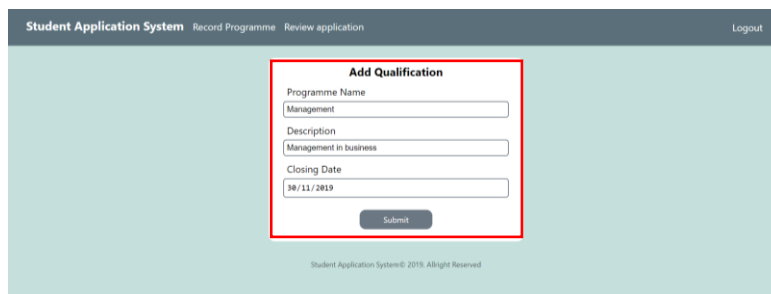 Student Application System Record Programme Review application Logout
Add Qualification
Programme Name
Management
Description
Management in business
Closing Date
30/11/2019
Submit
Student Application System© 2019. Allright Reserved